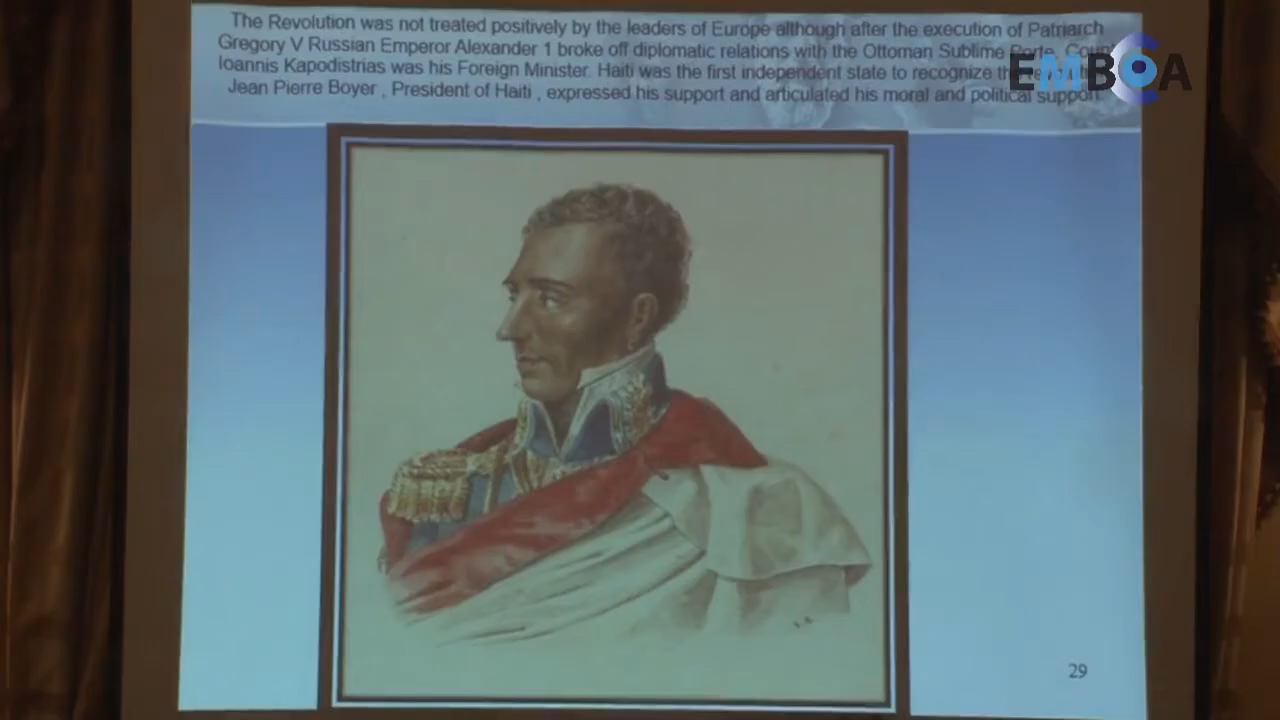 The Revolution was not treated positively by the leaders of Europe although after the execution of Patriarch
Gregory V Russian Emperor Alexander 1 broke off diplomatic relations with the Ottoman Sublime Porte. Count
Ioannis Kapodistrias was his Foreign Minister. Haiti was the first independent state to recognize
Jean Pierre Boyer , President of Haiti , expressed his support and articulated his moral and political support
EMBCA
29